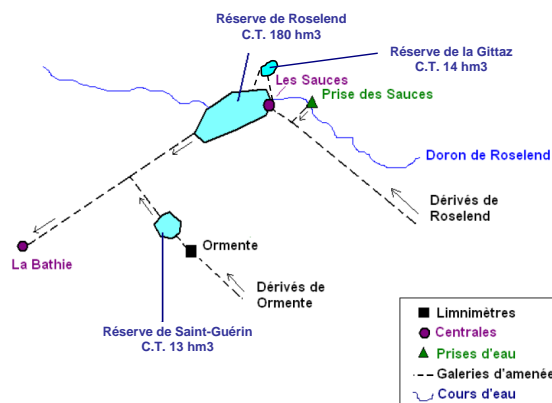 Réserve de Roselend
C.T. 180 hm3
Réserve de la Gittaz
C.T. 14 hm3
Les Sauces
Prise des Sauces
Doron de Roselend
Dérivés de
Roselend
Ormente
La Bathie
Dérivés de
Ormente
Réserve de Saint-Guérin
C.T. 13 hm3
Limnimètres
Centrales
Prises d'eau
Galeries d'amenée
Cours d'eau